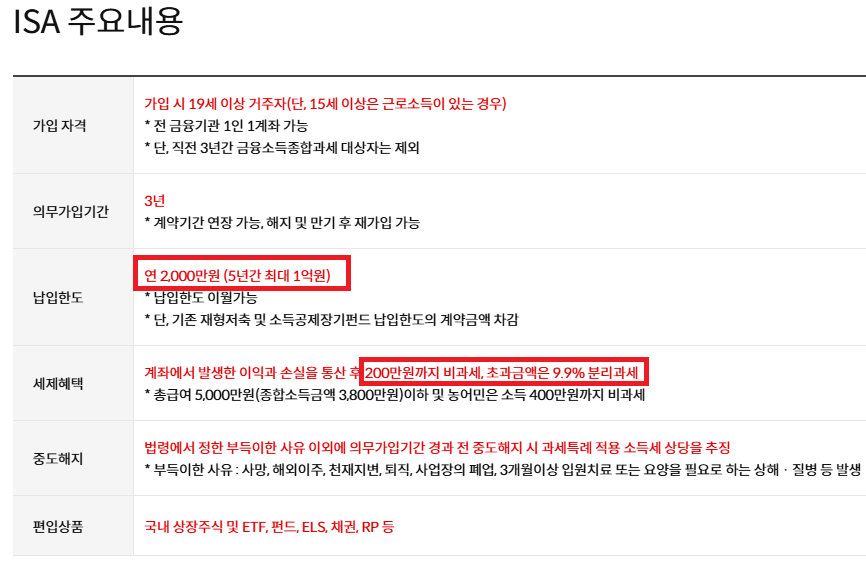 ISA 주요내용
가입 자격
가입 시 19세 이상 거주자(단, 15세 이상은 근로소득이 있는 경우)
* 전 금융기관 1인 1계좌 가능
* 단, 직전 3년간 금융소득종합과세 대상자는 제외
의무가입기간
3년
* 계약기간 연장 가능, 해지 및 만기 후 재가입 가능
납입한도
연 2,000만원 (5년간 최대 1억원)
* 납입한도 이월가능
* 단, 기존 재형저축 및 소득공제장기펀드 납입한도의 계약금액 차감
세제혜택
계좌에서 발생한 이익과 손실을 통산 후 200만원까지 비과세, 초과금액은 9.9% 분리과세
* 총급여 5,000만원(종합소득금액 3,800만원)이하 및 농어민은 소득 400만원까지 비과세
중도해지
법령에서 정한 부득이한 사유 이외에 의무가입기간 경과 전 중도해지 시 과세특례 적용 소득세 상당을 추징
* 부득이한 사유 : 사망, 해외이주, 천재지변, 퇴직, 사업장의 폐업, 3개월이상 입원치료 또는 요양을 필요로 하는 상해 · 질병 등 발생
편입상품
국내 상장주식 및 ETF, 펀드, ELS, 채권, RP 등